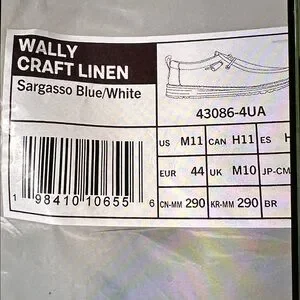 WALLY
CRAFT LINEN
Sargasso Blue/White
43086-4UA
US M11 CAN H11 ES H
EUR 44 UK M10 JP-CM
CN-MM 290 KR-MM 290 BR
1 98410 10655 6